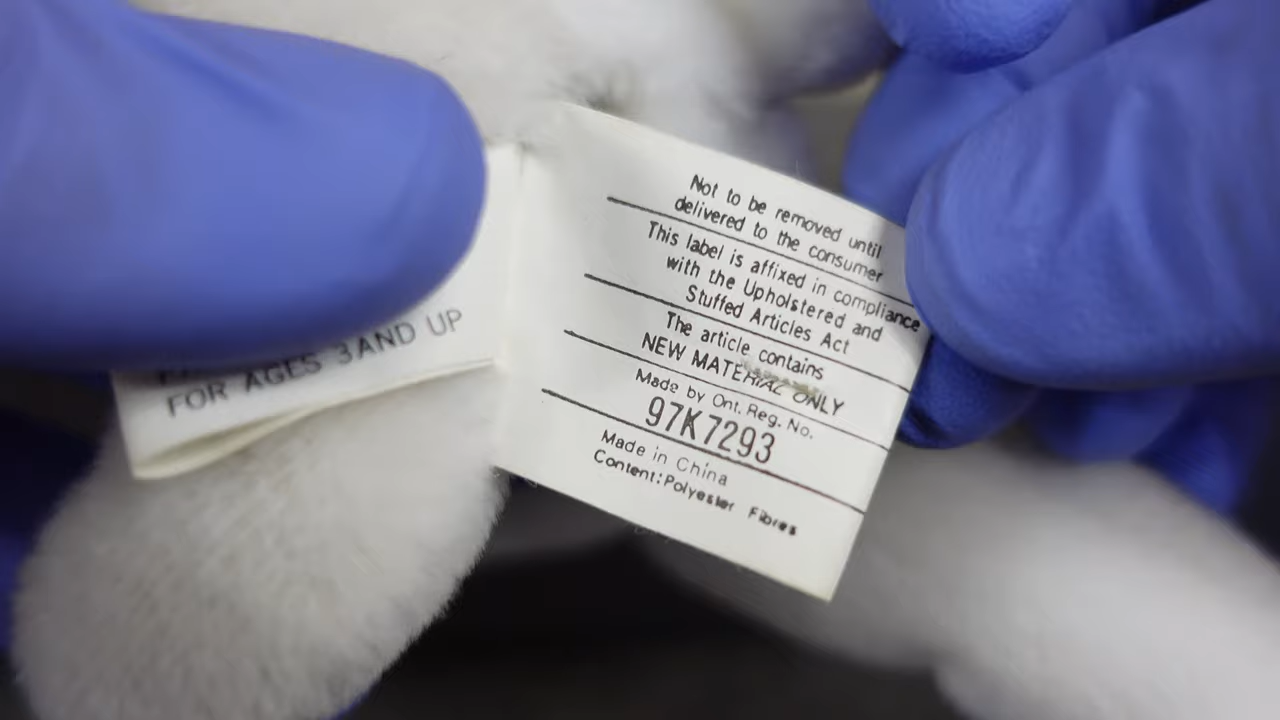 FOR AGES 3 AND UP
Not to be removed until
delivered to the consumer
This label is affixed in compliance
with the Upholstered and
Stuffed Articles Act
The article contains
NEW MATERIAL ONLY
Made by Ont. Reg. No.
97K7293
Made in China
Content:Polyester Fibres